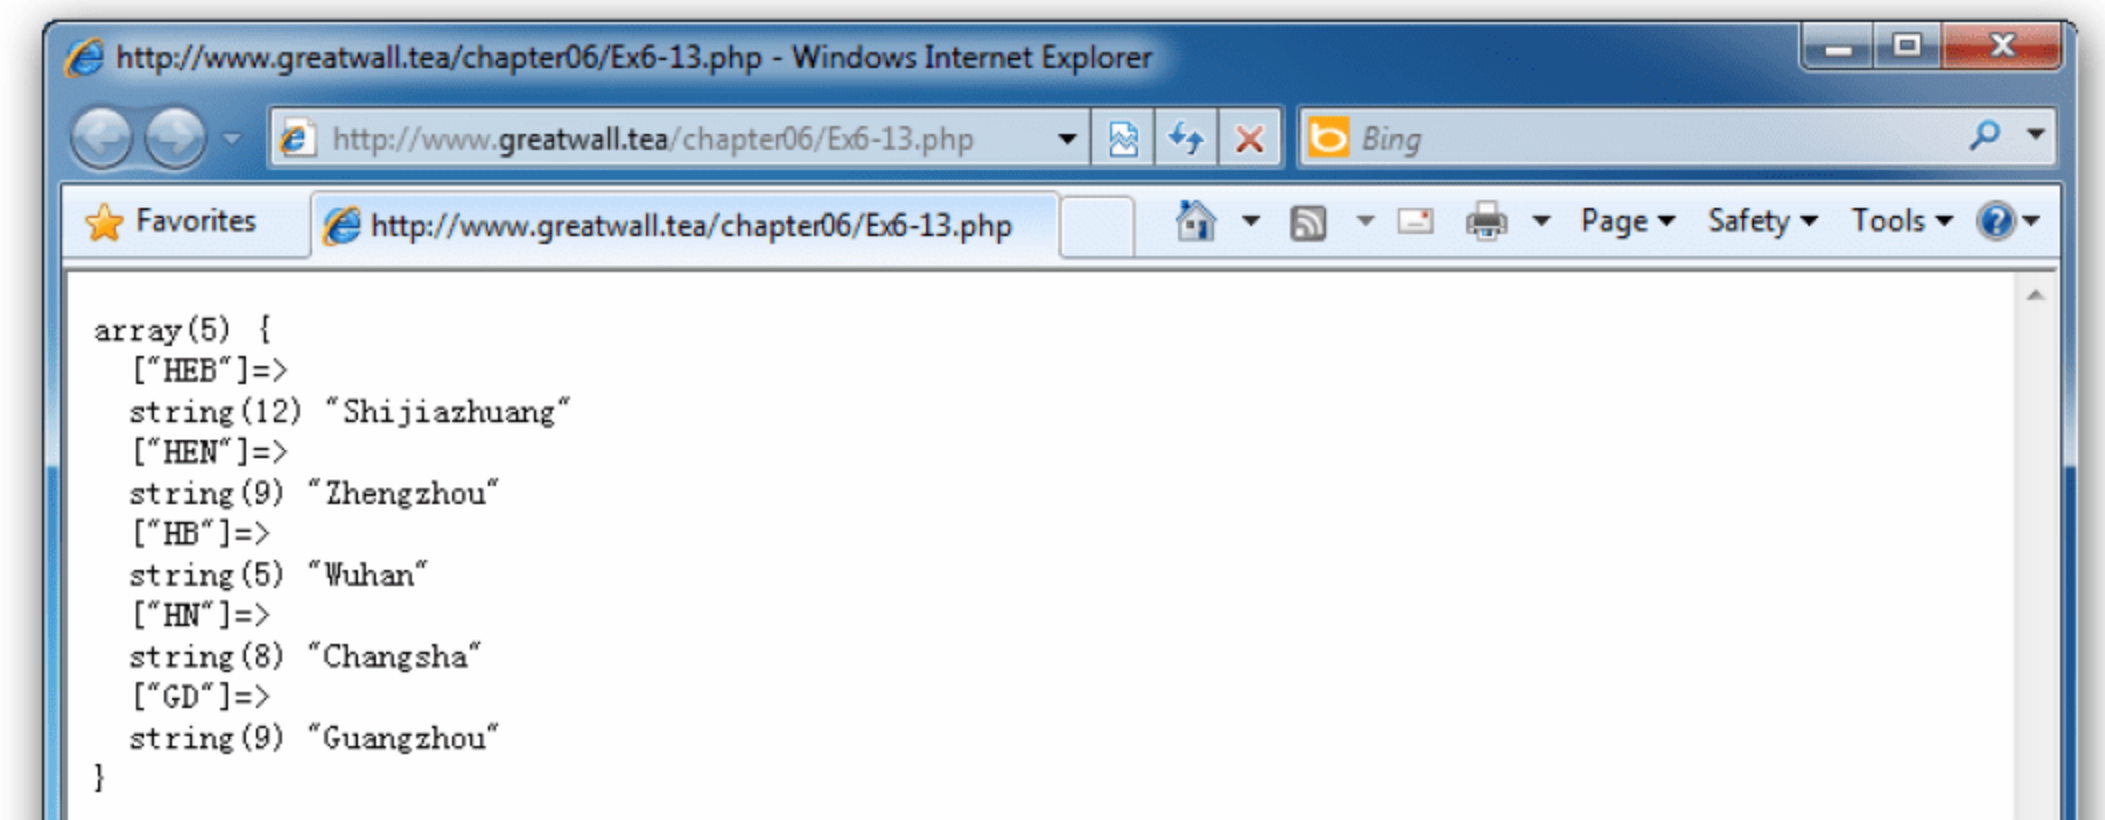 http://www.greatwall.tea/chapter06/Ex6-13.php - Windows Internet Explorer
http://www.greatwall.tea/chapter06/Ex6-13.php Bing
Favorites http://www.greatwall.tea/chapter06/Ex6-13.php Page Safety Tools
array(5) {
["HEB"]=>
string(12) "Shijiazhuang"
["HEN"]=>
string(9) "Zhengzhou"
["HB"]=>
string(5) "Wuhan"
["HN"]=>
string(8) "Changsha"
["GD"]=>
string(9) "Guangzhou"
}